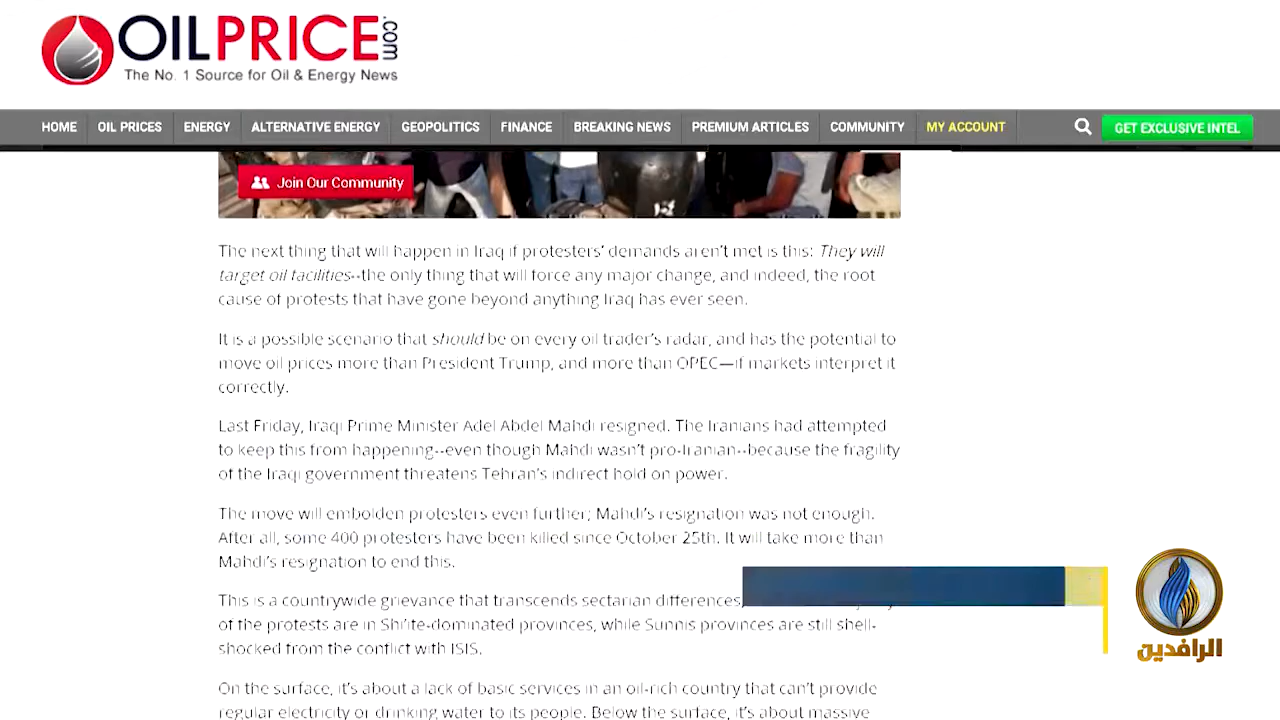 OILPRICE.com
The No. 1 Source for Oil & Energy News
HOME OIL PRICES ENERGY ALTERNATIVE ENERGY GEOPOLITICS FINANCE BREAKING NEWS PREMIUM ARTICLES COMMUNITY MY ACCOUNT GET EXCLUSIVE INTEL
Join Our Community
The next thing that will happen in Iraq if protesters' demands aren't met is this: They will
target oil facilities--the only thing that will force any major change, and indeed, the root
cause of protests that have gone beyond anything Iraq has ever seen.
It is a possible scenario that should be on every oil trader's radar, and has the potential to
move oil prices more than President Trump, and more than OPEC—if markets interpret it
correctly.
Last Friday, Iraqi Prime Minister Adel Abdel Mahdi resigned. The Iranians had attempted
to keep this from happening--even though Mahdi wasn't pro-Iranian--because the fragility
of the Iraqi government threatens Tehran's indirect hold on power.
The move will embolden protesters even further; Mahdi's resignation was not enough.
After all, some 400 protesters have been killed since October 25th. It will take more than
Mahdi's resignation to end this.
This is a countrywide grievance that transcends sectarian differences,
of the protests are in Shi'ite-dominated provinces, while Sunnis provinces are still shell-
shocked from the conflict with ISIS.
On the surface, it's about a lack of basic services in an oil-rich country that can't provide
regular electricity or drinking water to its people. Below the surface, it's about massive
الرافدين